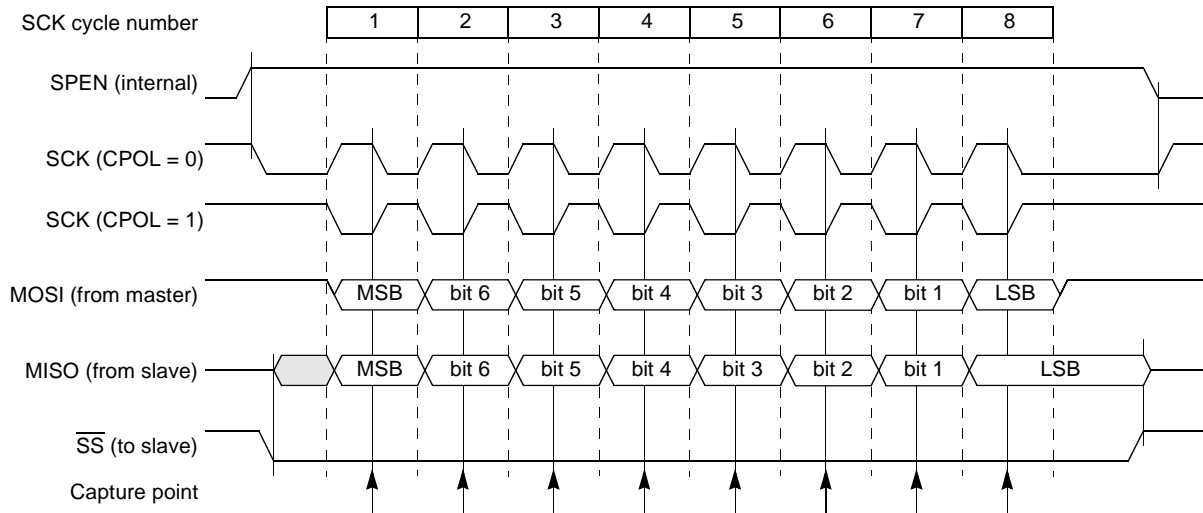 SCK cycle number 1 2 3 4 5 6 7 8
SPEN (internal)
SCK (CPOL = 0)
SCK (CPOL = 1)
MOSI (from master) MSB bit 6 bit 5 bit 4 bit 3 bit 2 bit 1 LSB
MISO (from slave) MSB bit 6 bit 5 bit 4 bit 3 bit 2 bit 1 LSB
S̅S̅ (to slave)
Capture point